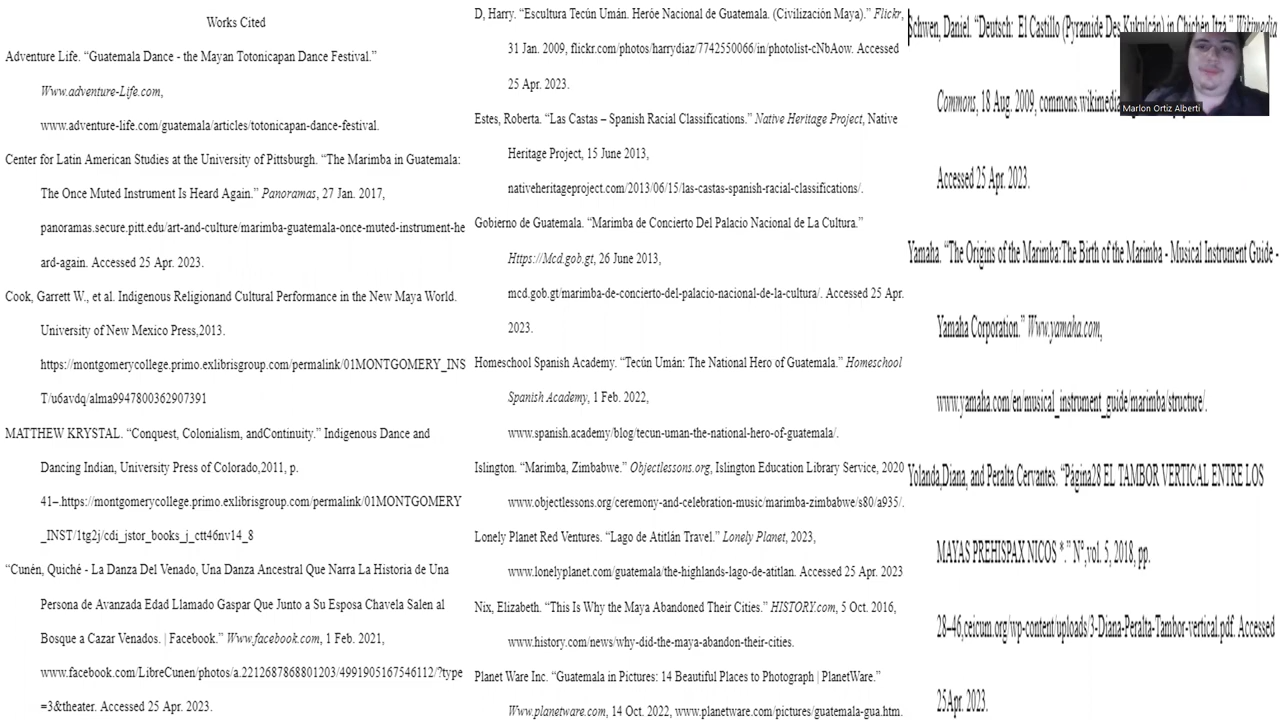 Works Cited
Adventure Life. “Guatemala Dance - the Mayan Totonicapan Dance Festival.”
Www.adventure-Life.com,
www.adventure-life.com/guatemala/articles/totonicapan-dance-festival.
Center for Latin American Studies at the University of Pittsburgh. “The Marimba in Guatemala:
The Once Muted Instrument Is Heard Again.” Panoramas, 27 Jan. 2017,
panoramas.secure.pitt.edu/art-and-culture/marimba-guatemala-once-muted-instrument-he
ard-again. Accessed 25 Apr. 2023.
Cook, Garrett W., et al. Indigenous Religionand Cultural Performance in the New Maya World.
University of New Mexico Press,2013.
https://montgomerycollege.primo.exlibrisgroup.com/permalink/01MONTGOMERY_INS
T/u6avdq/alma9947800362907391
MATTHEW KRYSTAL. “Conquest, Colonialism, andContinuity.” Indigenous Dance and
Dancing Indian, University Press of Colorado,2011, p.
41–.https://montgomerycollege.primo.exlibrisgroup.com/permalink/01MONTGOMERY
_INST/1tg2j/cdi_jstor_books_j_ctt46nv14_8
“Cunén, Quiché - La Danza Del Venado, Una Danza Ancestral Que Narra La Historia de Una
Persona de Avanzada Edad Llamado Gaspar Que Junto a Su Esposa Chavela Salen al
Bosque a Cazar Venados. | Facebook.” Www.facebook.com, 1 Feb. 2021,
www.facebook.com/LibreCunen/photos/a.2212687868801203/4991905167546112/?type
=3&theater. Accessed 25 Apr. 2023.
D, Harry. “Escultura Tecún Umán. Heróe Nacional de Guatemala. (Civilización Maya).” Flickr,
31 Jan. 2009, flickr.com/photos/harrydiaz/7742550066/in/photolist-cNbAow. Accessed
25 Apr. 2023.
Estes, Roberta. “Las Castas – Spanish Racial Classifications.” Native Heritage Project, Native
Heritage Project, 15 June 2013,
nativeheritageproject.com/2013/06/15/las-castas-spanish-racial-classifications/.
Gobierno de Guatemala. “Marimba de Concierto Del Palacio Nacional de La Cultura.”
Https://Mcd.gob.gt, 26 June 2013,
mcd.gob.gt/marimba-de-concierto-del-palacio-nacional-de-la-cultura/. Accessed 25 Apr.
2023.
Homeschool Spanish Academy. “Tecún Umán: The National Hero of Guatemala.” Homeschool
Spanish Academy, 1 Feb. 2022,
www.spanish.academy/blog/tecun-uman-the-national-hero-of-guatemala/.
Islington. “Marimba, Zimbabwe.” Objectlessons.org, Islington Education Library Service, 2020
www.objectlessons.org/ceremony-and-celebration-music/marimba-zimbabwe/s80/a935/.
Lonely Planet Red Ventures. “Lago de Atitlán Travel.” Lonely Planet, 2023,
www.lonelyplanet.com/guatemala/the-highlands-lago-de-atitlan. Accessed 25 Apr. 2023
Nix, Elizabeth. “This Is Why the Maya Abandoned Their Cities.” HISTORY.com, 5 Oct. 2016,
www.history.com/news/why-did-the-maya-abandon-their-cities.
Planet Ware Inc. “Guatemala in Pictures: 14 Beautiful Places to Photograph | PlanetWare.”
Www.planetware.com, 14 Oct. 2022, www.planetware.com/pictures/guatemala-gua.htm.
Schwen, Daniel. “Deutsch: El Castillo (Pyramide Des Kukulcán) in Chichén Itzá.” Wikimedia
Commons, 18 Aug. 2009,
Accessed 25 Apr. 2023.
Yamaha. “The Origins of the Marimba:The Birth of the Marimba - Musical Instrument Guide -
Yamaha Corporation.” Www.yamaha.com,
www.yamaha.com/en/musical_instrument_guide/marimba/structure/.
Yolanda,Diana, and Peralta Cervantes. “Página28 EL TAMBOR VERTICAL ENTRE LOS
MAYAS PREHISPAX NICOS *.” N°,vol. 5, 2018, pp.
28–46,ceicum.org/wp-content/uploads/3-Diana-Peralta-Tambor-vertical.pdf. Accessed
25Apr. 2023.
Marlon Ortiz Alberti